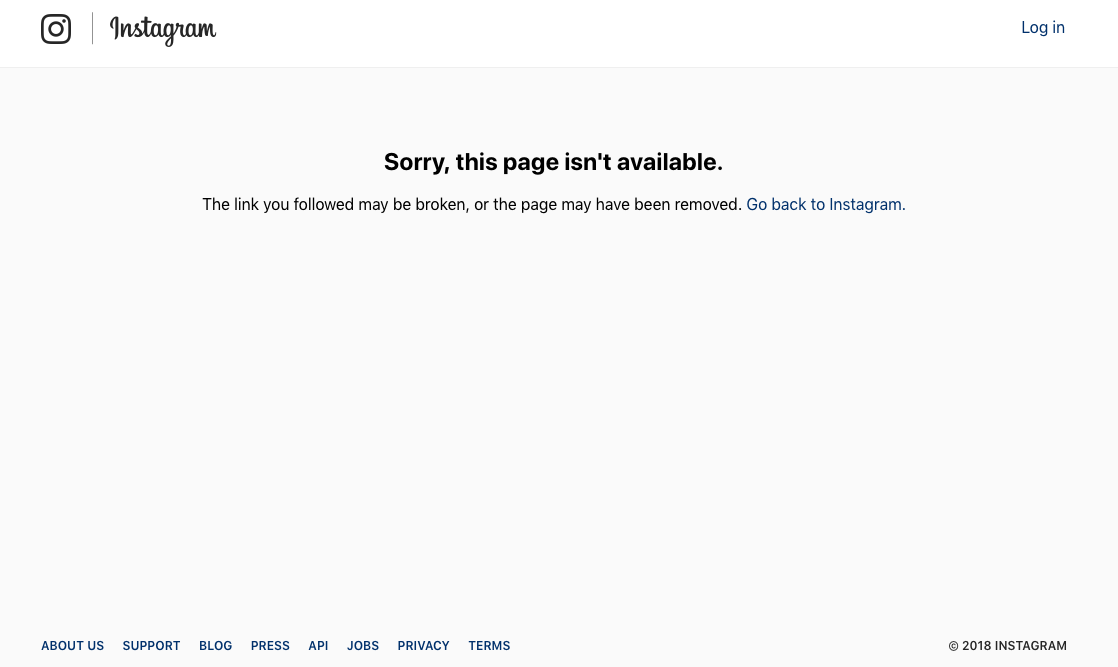 Instagram
Log in
Sorry, this page isn't available.
The link you followed may be broken, or the page may have been removed. Go back to Instagram.
ABOUT US SUPPORT BLOG PRESS API JOBS PRIVACY TERMS
© 2018 INSTAGRAM